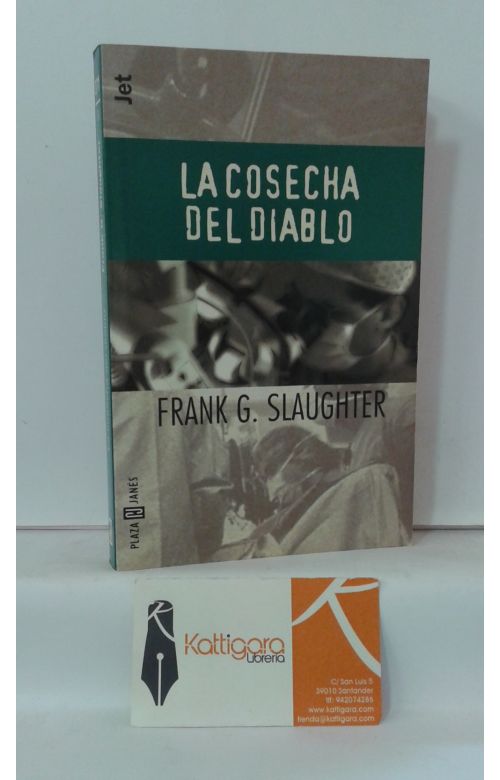 Jet
LA COSECHA
DEL DIABLO
FRANK G. SLAUGHTER
PLAZA JANES
Kattigara
Librería
C/ San Luis 5
39010 Santander
tlf: 942074286
www.kattigara.com
tienda@kattigara.com